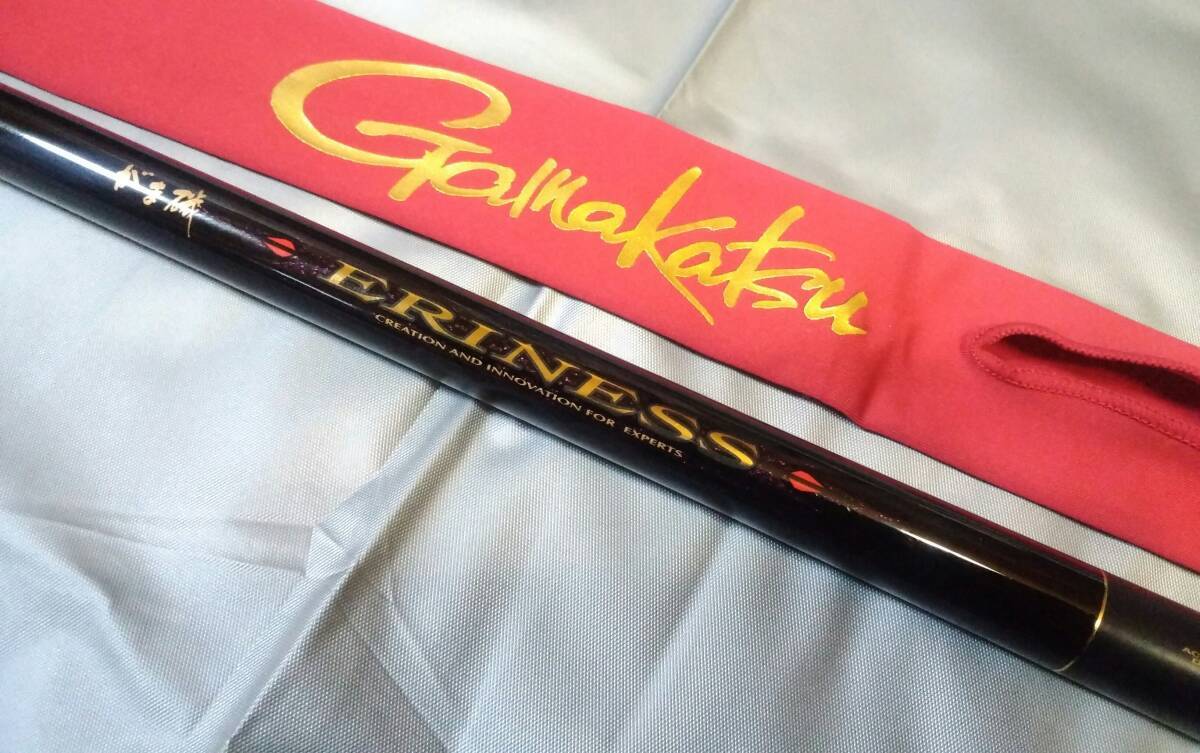 Gamakatsu
がま磯
ERINESS
CREATION AND INNOVATION FOR EXPERTS